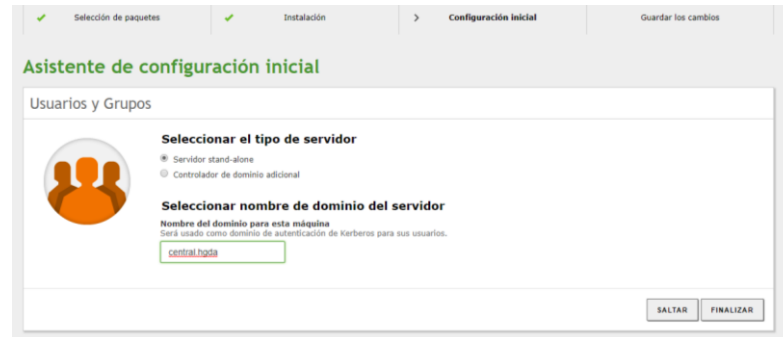 Selección de paquetes
Instalación
Configuración inicial
Guardar los cambios
Asistente de configuración inicial
Usuarios y Grupos
Seleccionar el tipo de servidor
Servidor stand-alone
Controlador de dominio adicional
Seleccionar nombre de dominio del servidor
Nombre del dominio para esta máquina
Será usado como dominio de autenticación de Kerberos para sus usuarios.
central.hgda
SALTAR
FINALIZAR